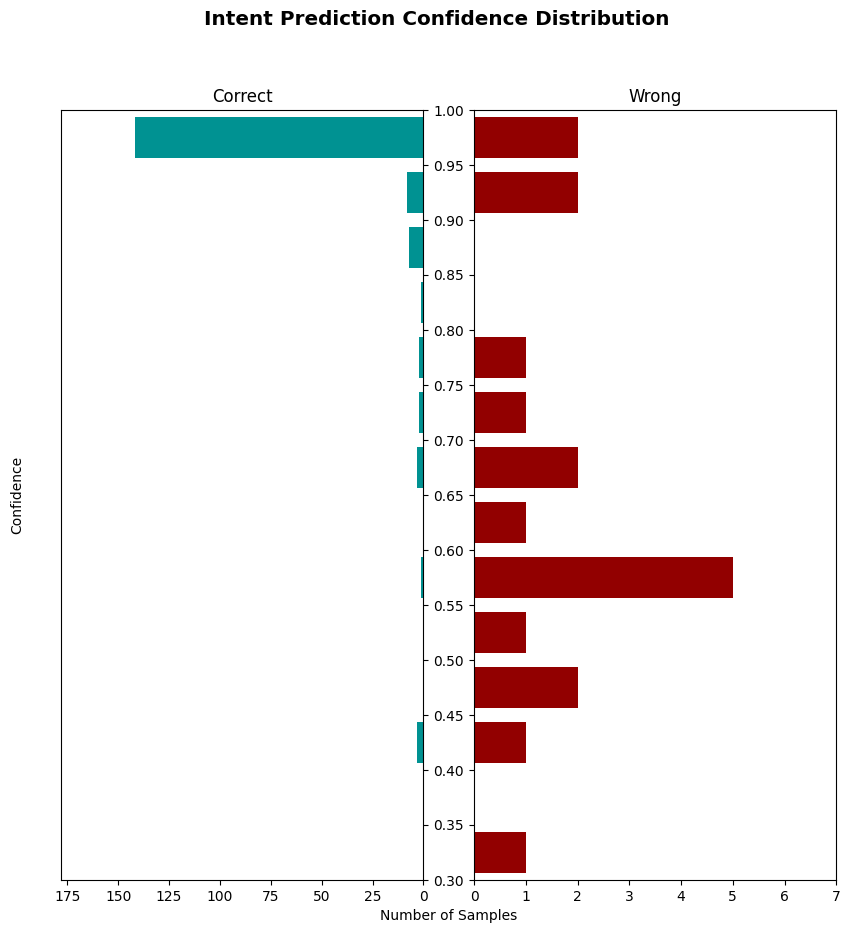 Intent Prediction Confidence Distribution
Correct
Wrong
1.00
0.95
0.90
0.85
0.80
0.75
0.70
0.65
0.60
0.55
0.50
0.45
0.40
0.35
0.30
Confidence
175 150 125 100 75 50 25 0
0 1 2 3 4 5 6 7
Number of Samples